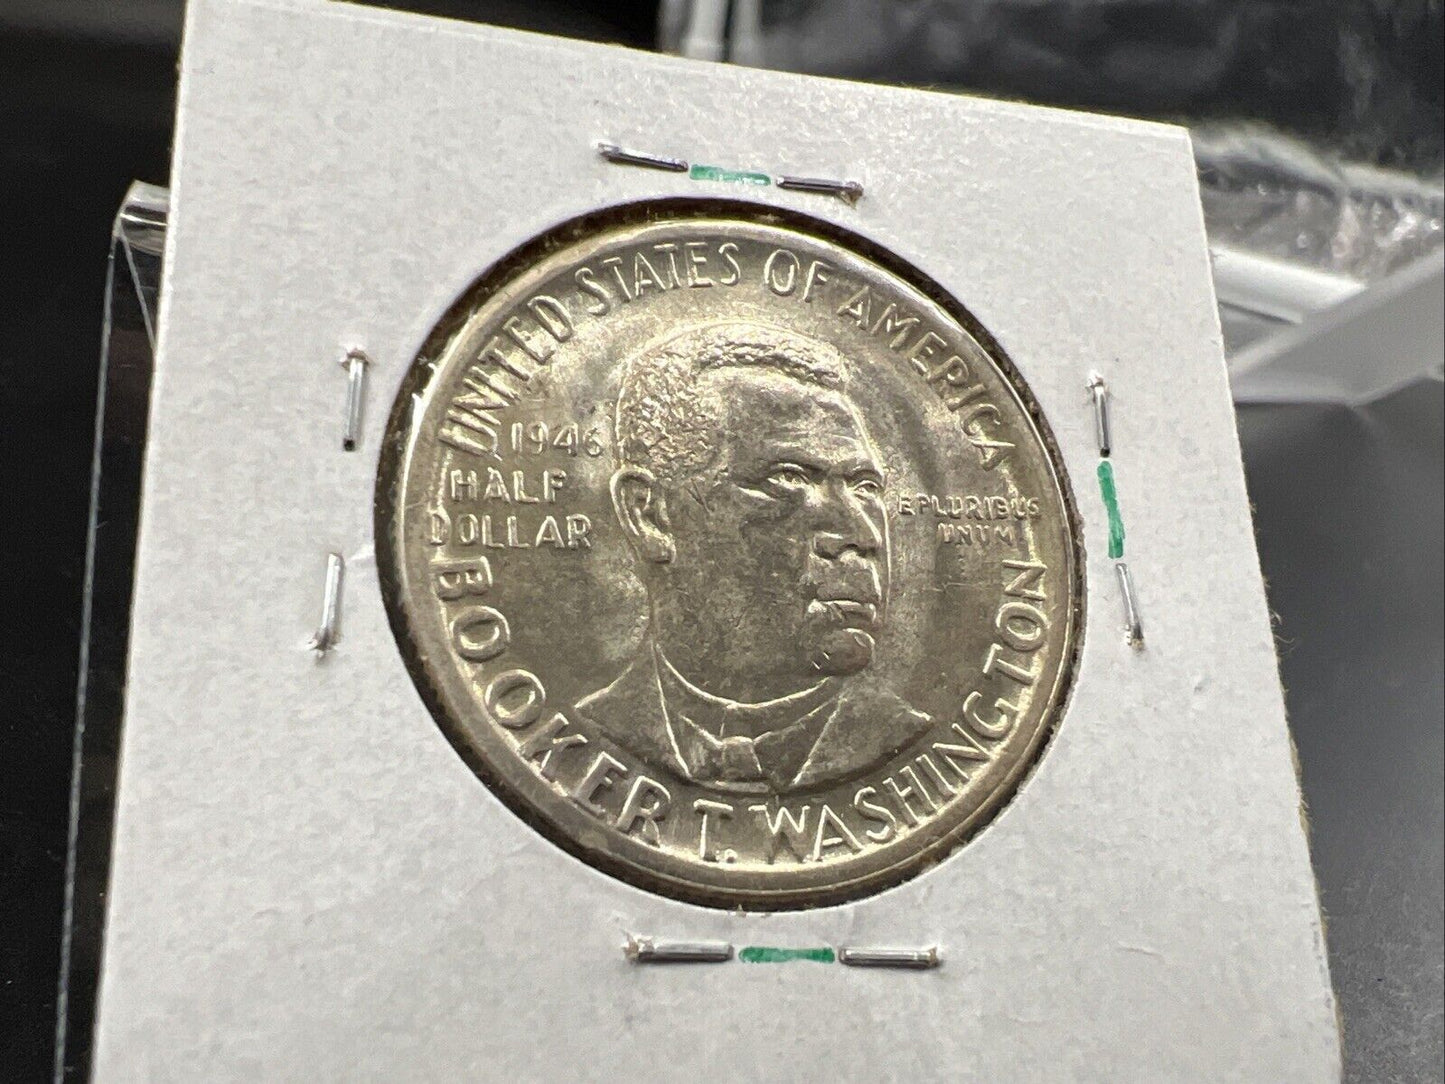 UNITED STATES OF AMERICA
1946
HALF
DOLLAR
E PLURIBUS
UNUM
BOOKER T. WASHINGTON